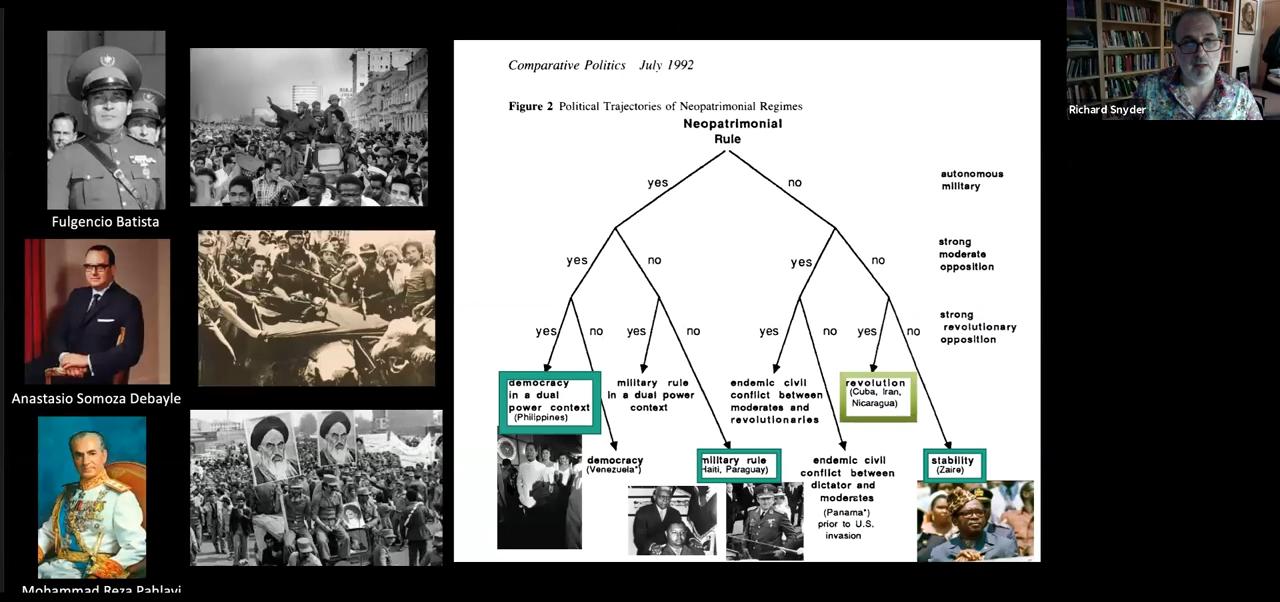 Fulgencio Batista
Anastasio Somoza Debayle
Mohammad Reza Pahlavi
Comparative Politics July 1992
Figure 2 Political Trajectories of Neopatrimonial Regimes
Neopatrimonial
Rule
yes
no
autonomous
military
yes
no
yes
no
strong
moderate
opposition
yes
no
yes
no
yes
no
yes
no
strong
revolutionary
opposition
democracy
in a dual
power context
(Philippines)
military rule
in a dual power
context
endemic civil
conflict between
moderates and
revolutionaries
revolution
(Cuba, Iran,
Nicaragua)
democracy
(Venezuela*)
military rule
Haiti, Paraguay)
endemic civil
conflict between
dictator and
moderates
(Panama*)
prior to U.S.
invasion
stability
(Zaire)
Richard Snyder